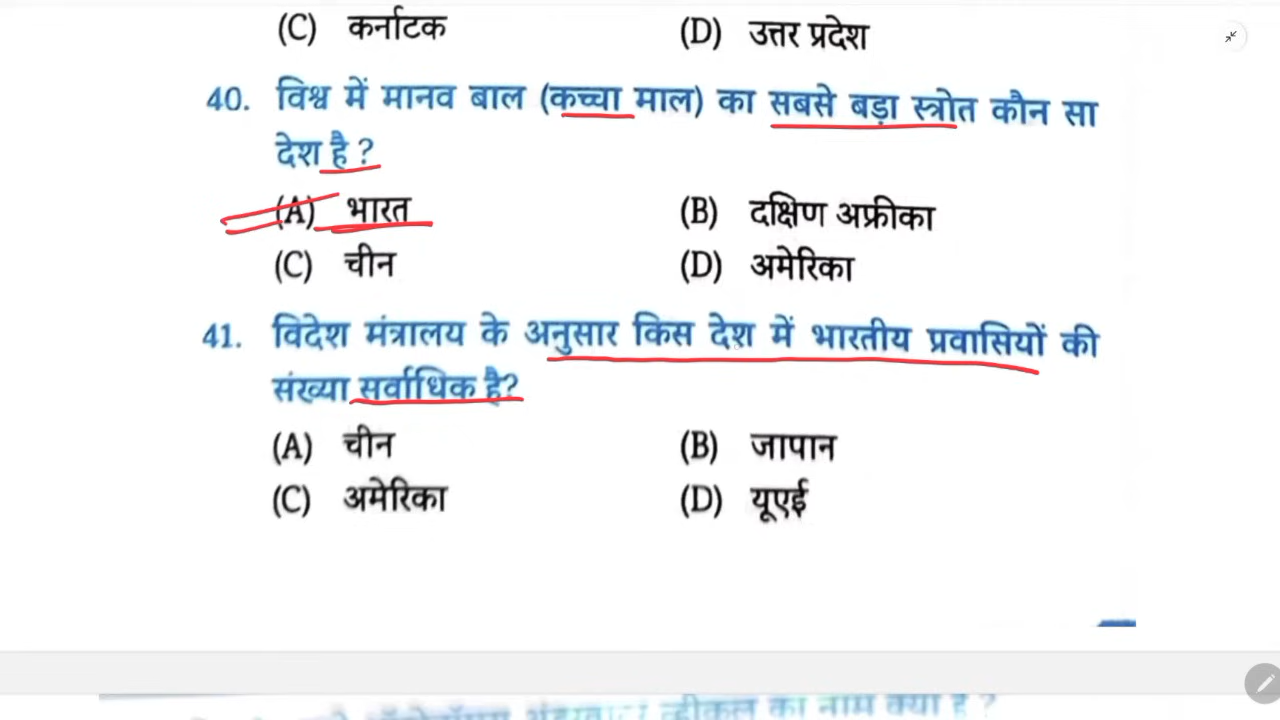 (C) कर्नाटक (D) उत्तर प्रदेश
40. विश्व में मानव बाल (कच्चा माल) का सबसे बड़ा स्त्रोत कौन सा
देश है ?
(A) भारत (B) दक्षिण अफ्रीका
(C) चीन (D) अमेरिका
41. विदेश मंत्रालय के अनुसार किस देश में भारतीय प्रवासियों की
संख्या सर्वाधिक है?
(A) चीन (B) जापान
(C) अमेरिका (D) यूएई
व्हीकल का नाम क्या है ?